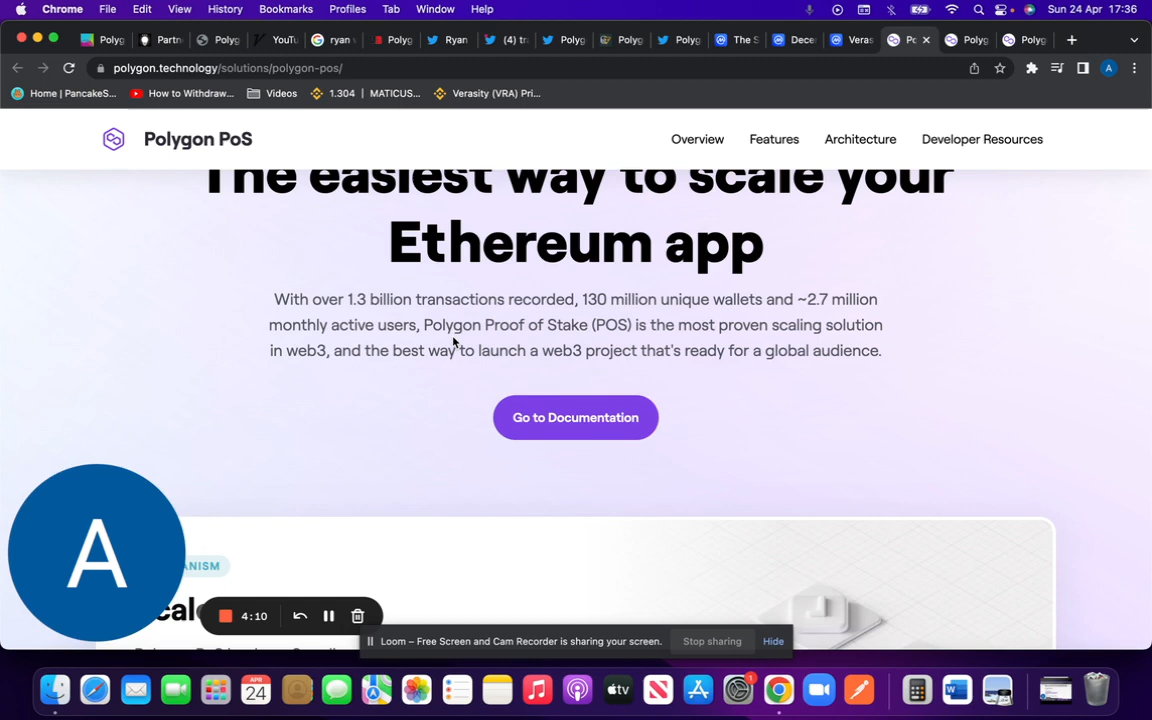 Chrome File Edit View History Bookmarks Profiles Tab Window Help Sun 24 Apr 17:36
Polyg Partn Polyg YouTu ryan v Polyg Ryan (4) tr Polyg Polyg Polyg The S Dece Veras Po Polyg Polyg
polygon.technology/solutions/polygon-pos/ A
Home | PancakeS... How to Withdraw... Videos 1.304 | MATICUS... Verasity (VRA) Pri...
Polygon PoS Overview Features Architecture Developer Resources
The easiest way to scale your
Ethereum app
With over 1.3 billion transactions recorded, 130 million unique wallets and ~2.7 million
monthly active users, Polygon Proof of Stake (POS) is the most proven scaling solution
in web3, and the best way to launch a web3 project that's ready for a global audience.
Go to Documentation
A
ANISM
4:10
Loom – Free Screen and Cam Recorder is sharing your screen. Stop sharing Hide
APR
24
tv
1